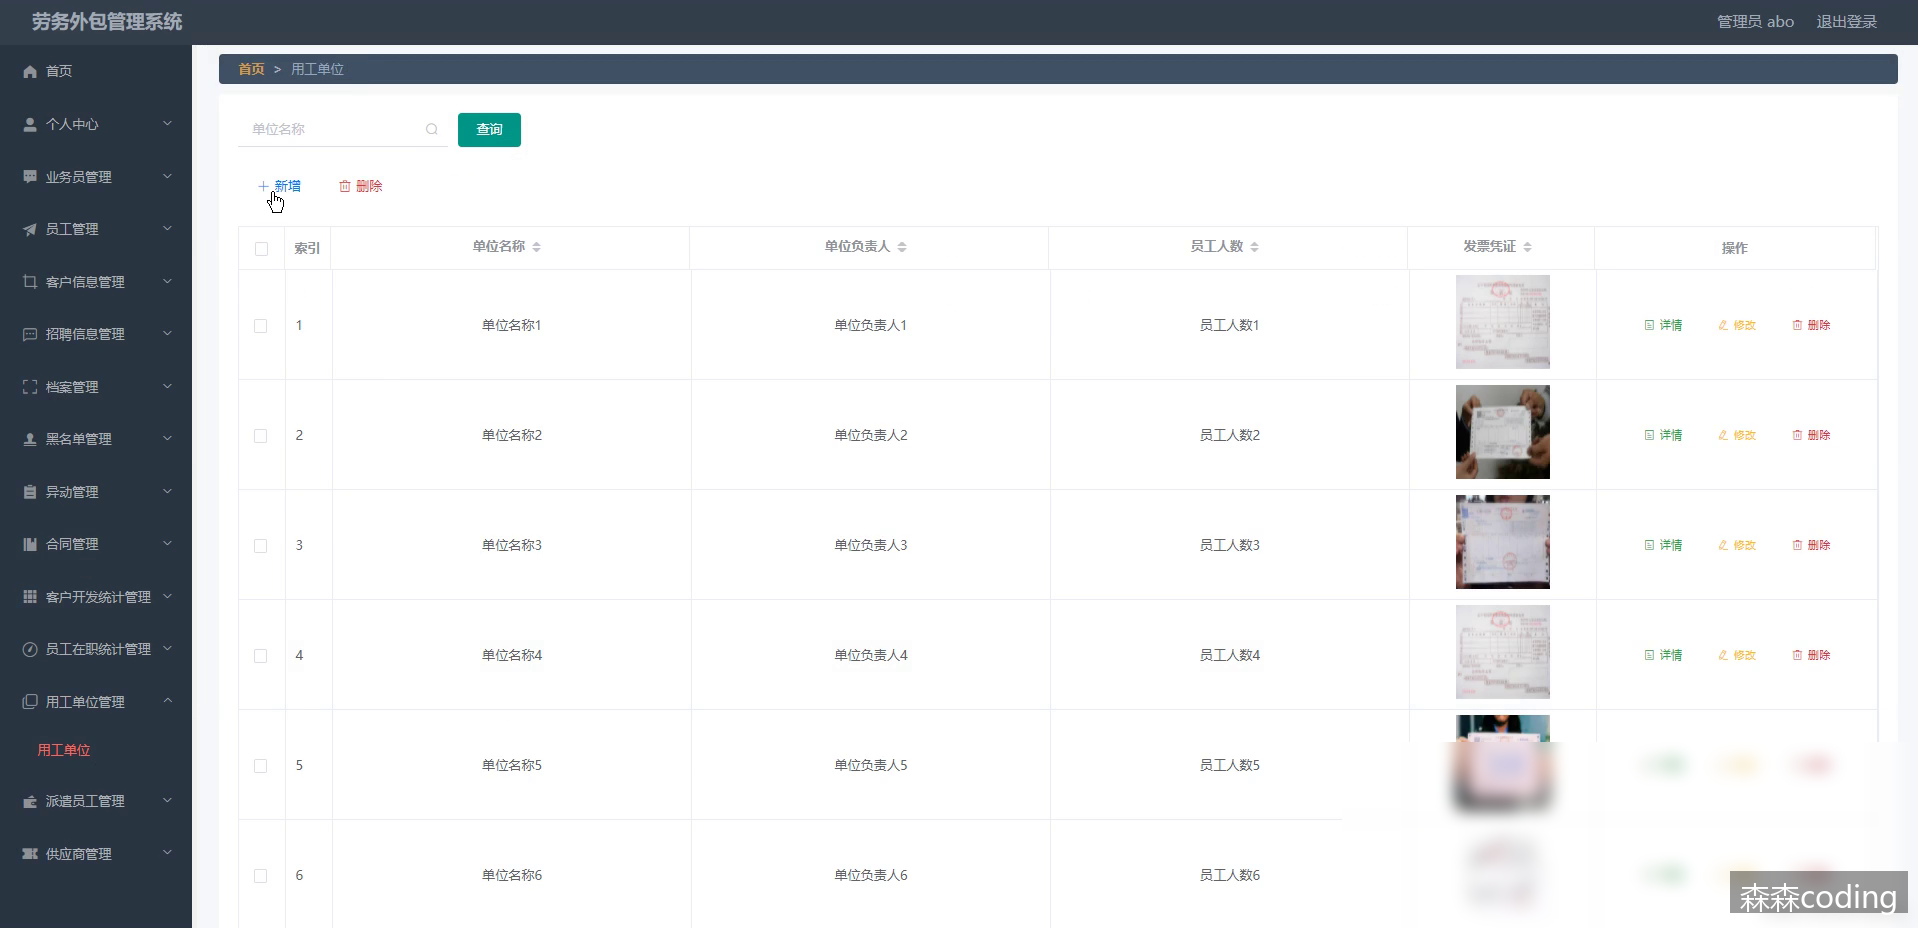 劳务外包管理系统
管理员 abo 退出登录
首页
个人中心
业务员管理
员工管理
客户信息管理
招聘信息管理
档案管理
黑名单管理
异动管理
合同管理
客户开发统计管理
员工在职统计管理
用工单位管理
用工单位
派遣员工管理
供应商管理
首页 > 用工单位
单位名称 查询
新增 删除
索引 单位名称 单位负责人 员工人数 发票凭证 操作
1 单位名称1 单位负责人1 员工人数1 详情 修改 删除
2 单位名称2 单位负责人2 员工人数2 详情 修改 删除
3 单位名称3 单位负责人3 员工人数3 详情 修改 删除
4 单位名称4 单位负责人4 员工人数4 详情 修改 删除
5 单位名称5 单位负责人5 员工人数5
6 单位名称6 单位负责人6 员工人数6
森森coding